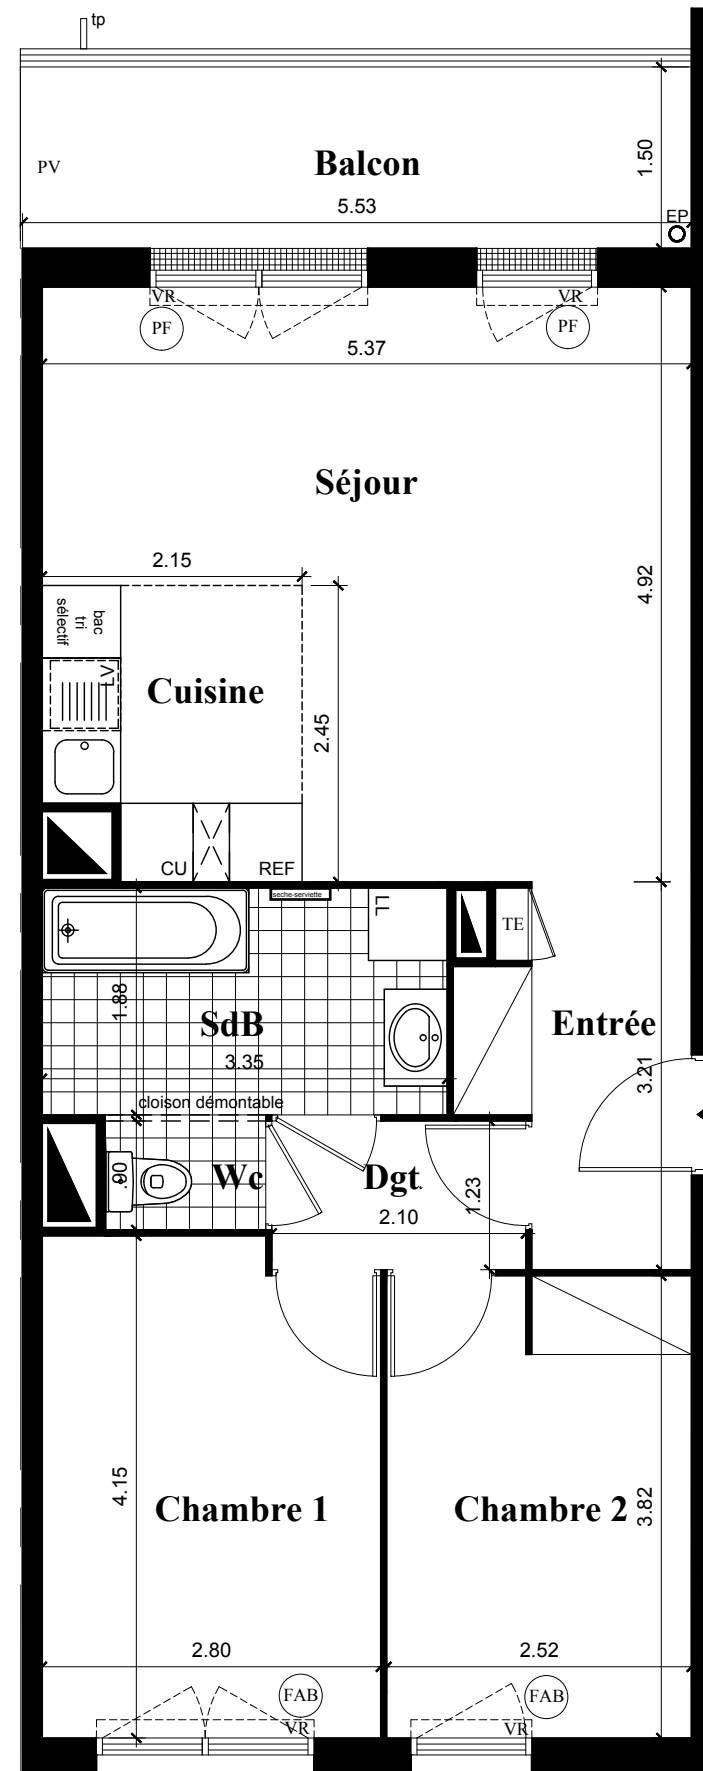 tp
PV
Balcon
1.50
5.53
EP
VR
VR
PF
PF
5.37
Séjour
2.15
4.92
bac
tri
sélectif
LV
Cuisine
2.45
CU
REF
seche-serviette
LL
TE
1.88
SdB
Entrée
3.35
3.21
cloison démontable
.90
Wc
Dgt.
1.23
2.10
4.15
Chambre 1
Chambre 2
3.82
2.80
2.52
FAB
FAB
VR
VR